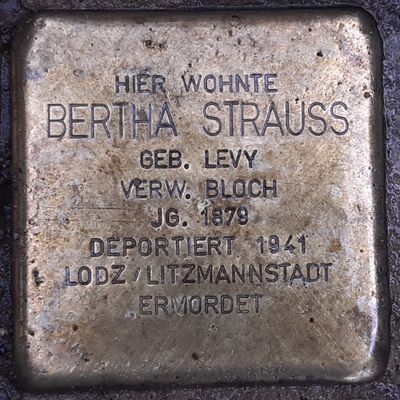 HIER WOHNTE
BERTHA STRAUSS
GEB. LEVY
VERW. BLOCH
JG. 1879
DEPORTIERT 1941
LODZ/LITZMANNSTADT
ERMORDET